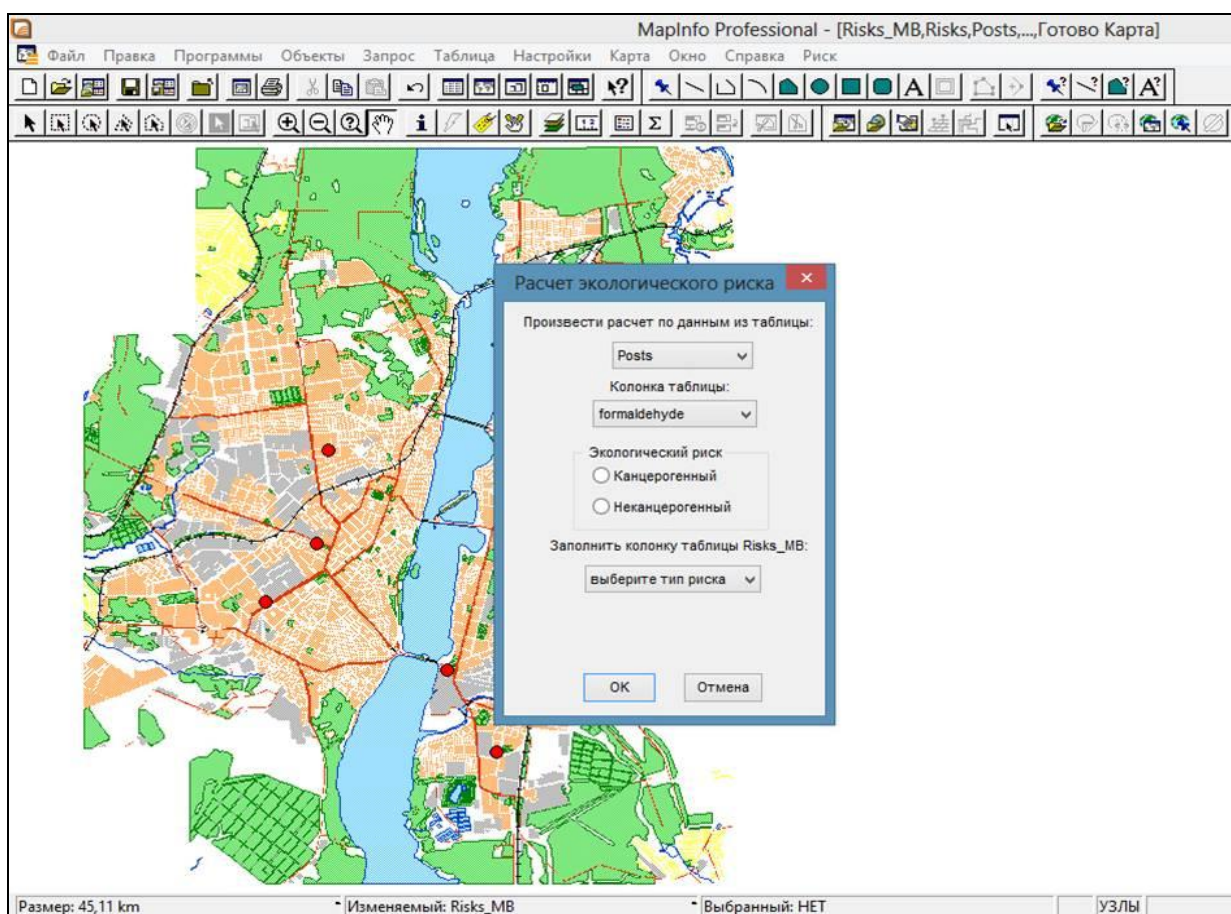 MapInfo Professional - [Risks_MB,Risks,Posts,...,Готово Карта]
Файл Правка Программы Объекты Запрос Таблица Настройки Карта Окно Справка Риск
Расчет экологического риска
Произвести расчет по данным из таблицы:
Posts
Колонка таблицы:
formaldehyde
Экологический риск
Канцерогенный
Неканцерогенный
Заполнить колонку таблицы Risks_MB:
выберите тип риска
OK Отмена
Размер: 45,11 km Изменяемый: Risks_MB Выбранный: НЕТ УЗЛЫ